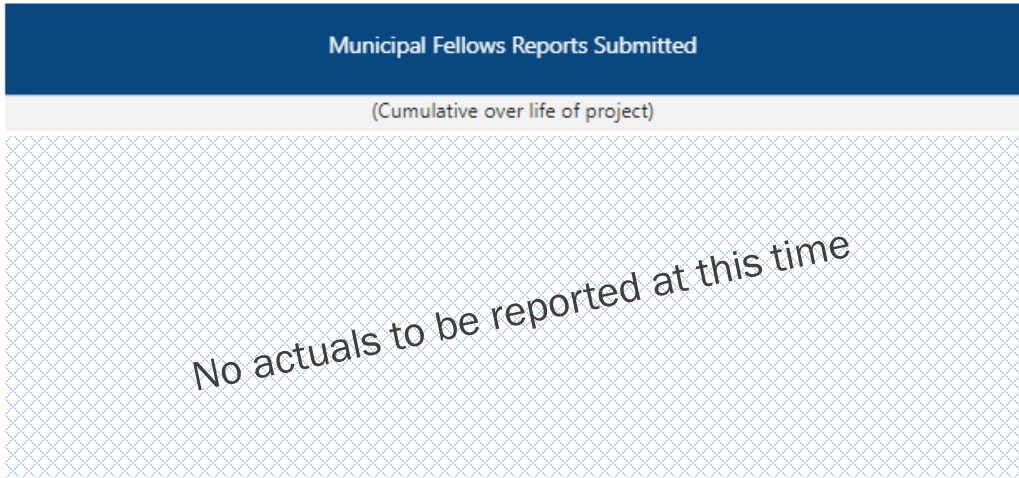 Municipal Fellows Reports Submitted
(Cumulative over life of project)
No actuals to be reported at this time